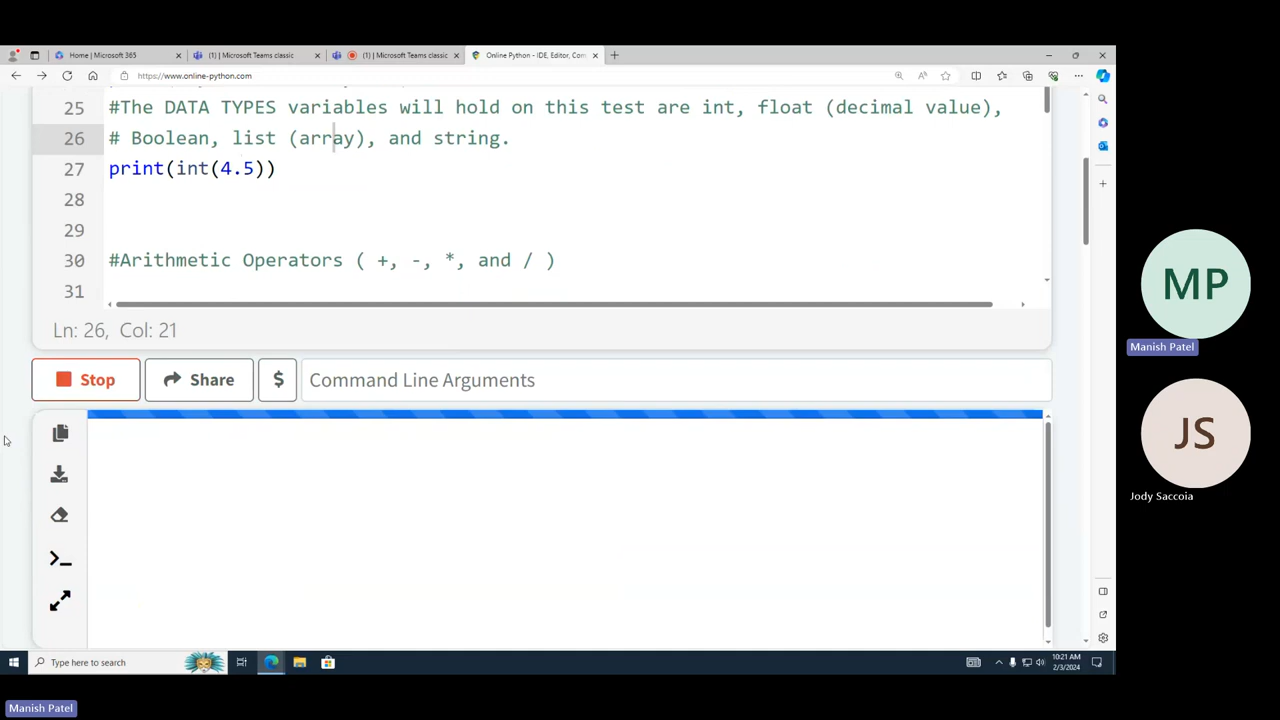 Home | Microsoft 365
(1) | Microsoft Teams classic
(1) | Microsoft Teams classic
Online Python - IDE, Editor, Com
https://www.online-python.com
25 #The DATA TYPES variables will hold on this test are int, float (decimal value),
26 # Boolean, list (array), and string.
27 print(int(4.5))
28
29
30 #Arithmetic Operators ( +, -, *, and / )
31
Ln: 26, Col: 21
Stop
Share
$
Command Line Arguments
MP
Manish Patel
JS
Jody Saccoia
Type here to search
10:21 AM
2/3/2024
Manish Patel